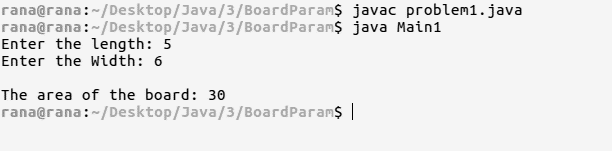 rana@rana:~/Desktop/Java/3/BoardParam$ javac problem1.java
rana@rana:~/Desktop/Java/3/BoardParam$ java Main1
Enter the length: 5
Enter the Width: 6
The area of the board: 30
rana@rana:~/Desktop/Java/3/BoardParam$